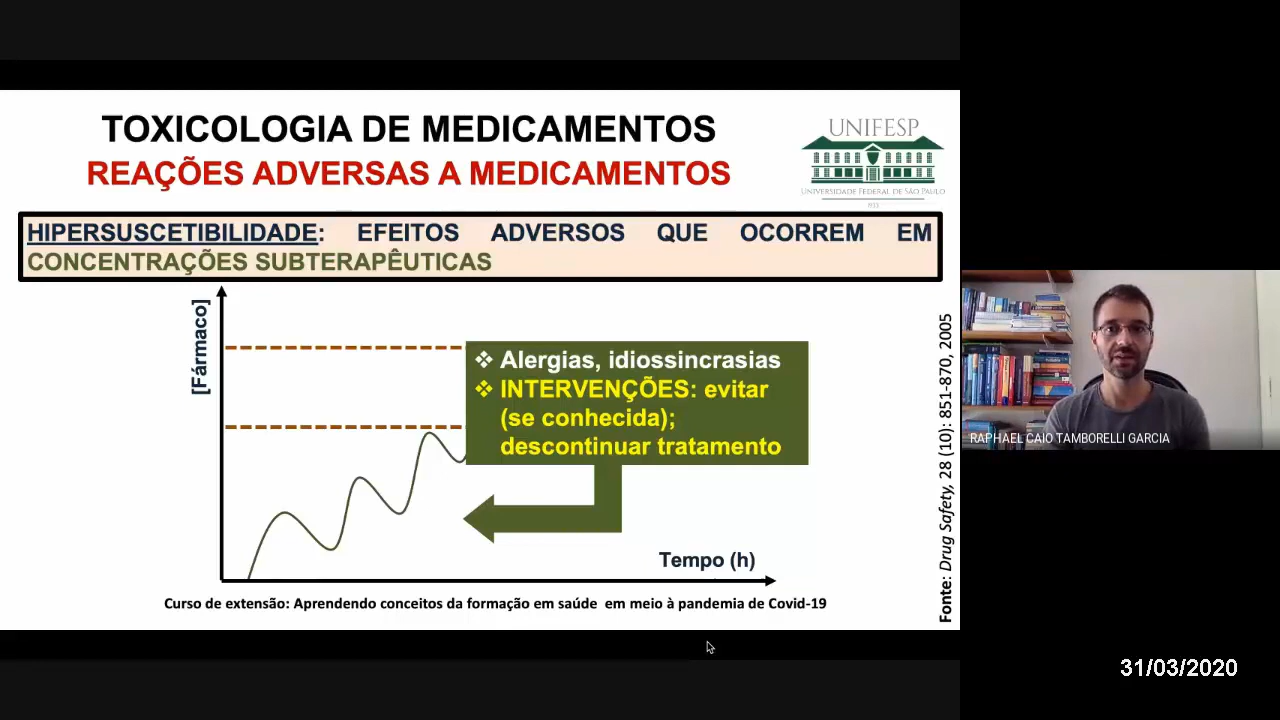 TOXICOLOGIA DE MEDICAMENTOS
REAÇÕES ADVERSAS A MEDICAMENTOS
UNIFESP
UNIVERSIDADE FEDERAL DE SÃO PAULO
1933
HIPERSUSCETIBILIDADE: EFEITOS ADVERSOS QUE OCORREM EM
CONCENTRAÇÕES SUBTERAPÊUTICAS
[Fármaco]
❖ Alergias, idiossincrasias
❖ INTERVENÇÕES: evitar
(se conhecida);
descontinuar tratamento
Tempo (h)
Curso de extensão: Aprendendo conceitos da formação em saúde em meio à pandemia de Covid-19
Fonte: Drug Safety, 28 (10): 851-870, 2005
RAPHAEL CAIO TAMBORELLI GARCIA
31/03/2020